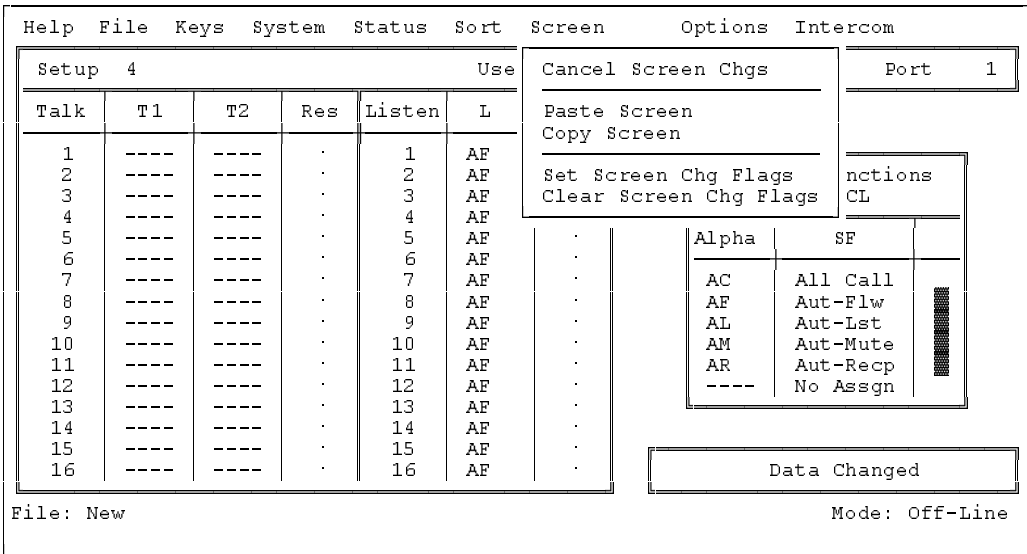 Help File Keys System Status Sort Screen Options Intercom
Setup 4 Use Port 1
Cancel Screen Chgs
Paste Screen
Copy Screen
Set Screen Chg Flags
Clear Screen Chg Flags
Talk T1 T2 Res Listen L
1 ---- ---- . 1 AF
2 ---- ---- . 2 AF
3 ---- ---- . 3 AF
4 ---- ---- . 4 AF
5 ---- ---- . 5 AF .
6 ---- ---- . 6 AF .
7 ---- ---- . 7 AF .
8 ---- ---- . 8 AF .
9 ---- ---- . 9 AF .
10 ---- ---- . 10 AF .
11 ---- ---- . 11 AF .
12 ---- ---- . 12 AF .
13 ---- ---- . 13 AF .
14 ---- ---- . 14 AF .
15 ---- ---- . 15 AF .
16 ---- ---- . 16 AF .
nctions
CL
Alpha SF
AC All Call
AF Aut-Flw
AL Aut-Lst
AM Aut-Mute
AR Aut-Recp
---- No Assgn
Data Changed
File: New Mode: Off-Line